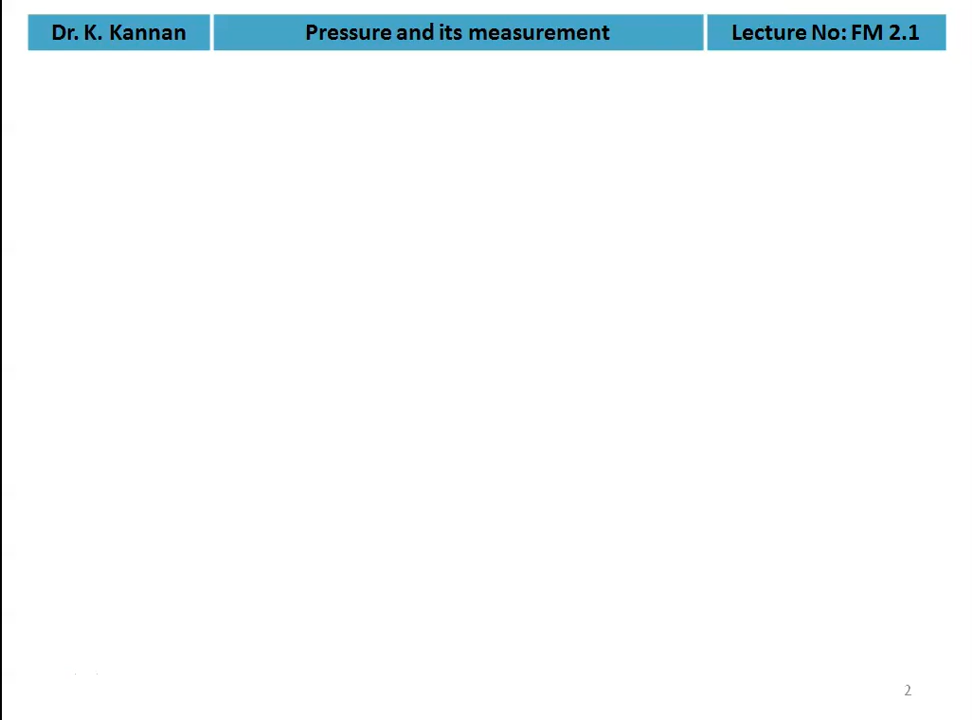 Dr. K. Kannan
Pressure and its measurement
Lecture No: FM 2.1
2